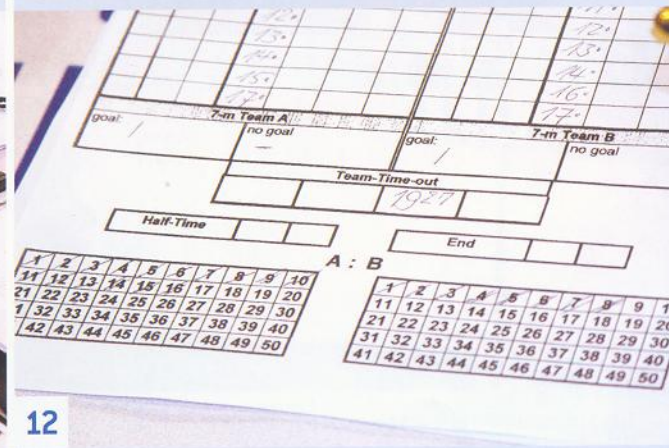 12. 12.
13. 13.
14. 14.
15. 16.
17. 17.
7-m Team A 7-m Team B
goal: / no goal - goal: / no goal
Team-Time-out
1927
Half-Time End
A : B
1 2 3 4 5 6 7 8 9 10
11 12 13 14 15 16 17 18 19 20
21 22 23 24 25 26 27 28 29 30
1 32 33 34 35 36 37 38 39 40
42 43 44 45 46 47 48 49 50
1 2 3 4 5 6 7 8 9 1
11 12 13 14 15 16 17 18 19 20
21 22 23 24 25 26 27 28 29 30
31 32 33 34 35 36 37 38 39 40
41 42 43 44 45 46 47 48 49 50
12